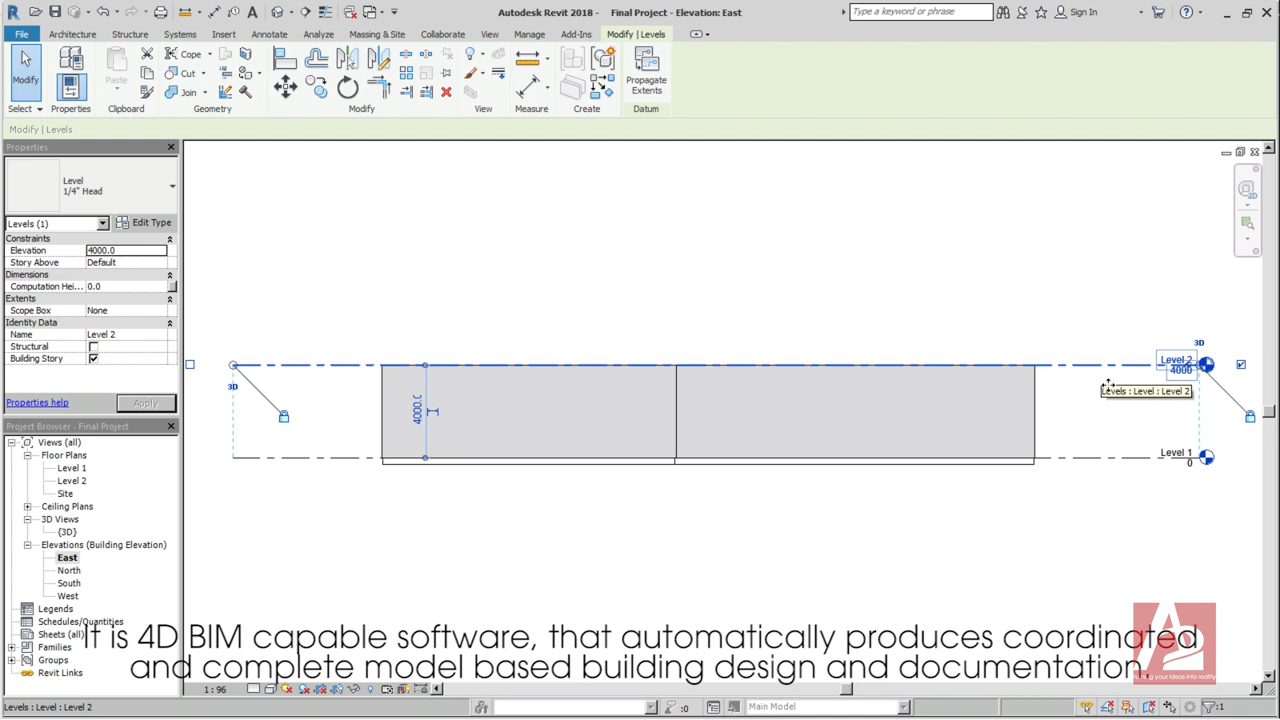 Autodesk Revit 2018 - Final Project - Elevation: East
Type a keyword or phrase
Sign In
File Architecture Structure Systems Insert Annotate Analyze Massing & Site Collaborate View Manage Add-Ins Modify | Levels
Modify
Paste
Cope
Cut
Join
Propagate
Extents
Select Properties Clipboard Geometry Modify View Measure Create Datum
Modify | Levels
Properties
Level
1/4" Head
Levels (1) Edit Type
Constraints
Elevation 4000.0
Story Above Default
Dimensions
Computation Hei... 0.0
Extents
Scope Box None
Identity Data
Name Level 2
Structural
Building Story
Properties help Apply
Project Browser - Final Project
Views (all)
Floor Plans
Level 1
Level 2
Site
Ceiling Plans
3D Views
{3D}
Elevations (Building Elevation)
East
North
South
West
Legends
Schedules/Quantities
Sheets (all)
Families
Groups
Revit Links
2D
3D
Level 2
4000
3D
Levels : Level : Level 2
4000.0
Level 1
0
It is 4D BIM capable software, that automatically produces coordinated
and complete model based building design and documentation.
A2
1 : 96
Levels : Level : Level 2
:0
Main Model
:1